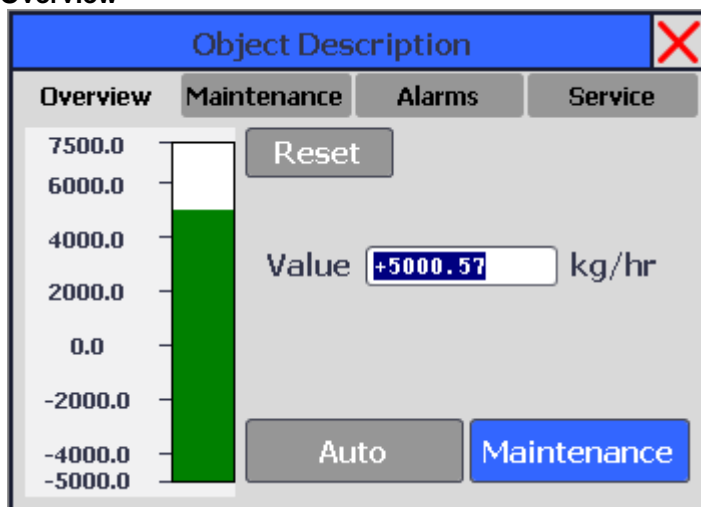 Overview
Object Description
Overview Maintenance Alarms Service
7500.0
Reset
6000.0
4000.0
Value +5000.57 kg/hr
2000.0
0.0
-2000.0
Auto Maintenance
-4000.0
-5000.0